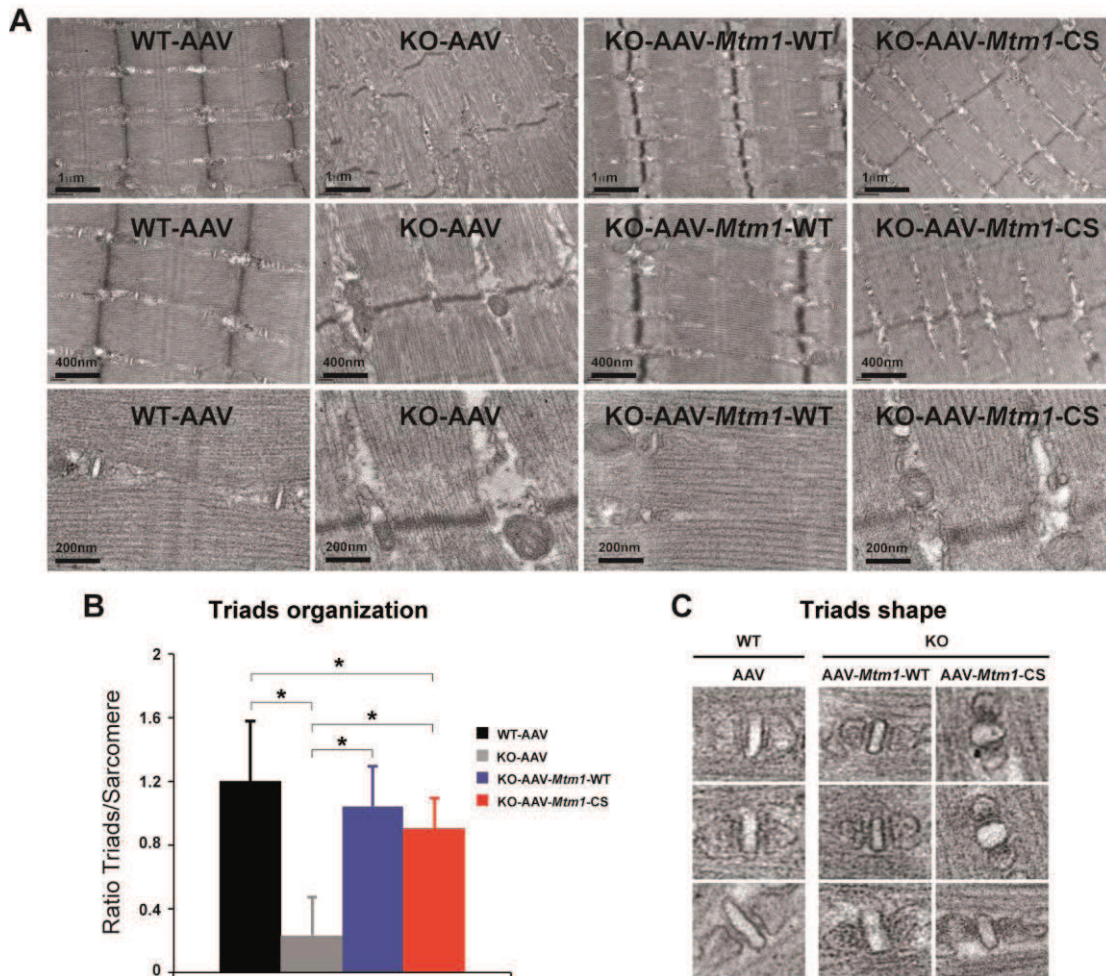 A
WT-AAV KO-AAV KO-AAV-Mtm1-WT KO-AAV-Mtm1-CS
1μm 1μm 1μm 1μm
WT-AAV KO-AAV KO-AAV-Mtm1-WT KO-AAV-Mtm1-CS
400nm 400nm 400nm 400nm
WT-AAV KO-AAV KO-AAV-Mtm1-WT KO-AAV-Mtm1-CS
200nm 200nm 200nm 200nm
B Triads organization
Ratio Triads/Sarcomere
2
1.6
1.2
0.8
0.4
0
*
*
*
*
WT-AAV
KO-AAV
KO-AAV-Mtm1-WT
KO-AAV-Mtm1-CS
C Triads shape
WT KO
AAV AAV-Mtm1-WT AAV-Mtm1-CS